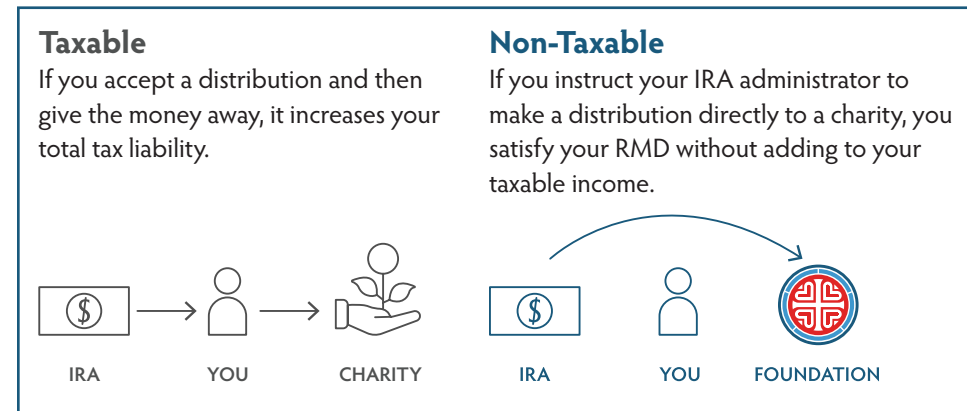 Taxable
If you accept a distribution and then
give the money away, it increases your
total tax liability.
$
IRA
YOU
CHARITY
Non-Taxable
If you instruct your IRA administrator to
make a distribution directly to a charity, you
satisfy your RMD without adding to your
taxable income.
$
IRA
YOU
FOUNDATION